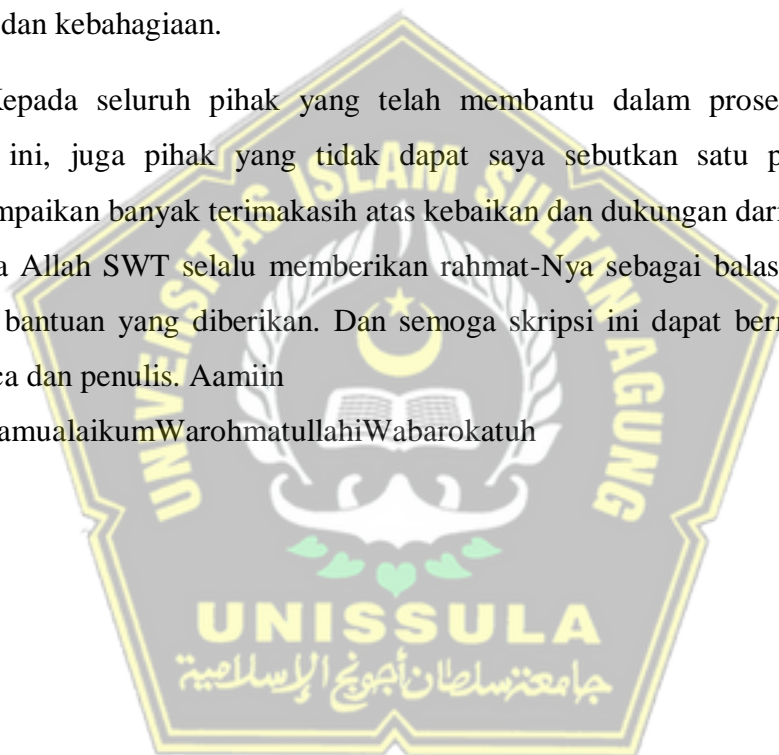 dan kebahagiaan.
Kepada seluruh pihak yang telah membantu dalam prose
ini, juga pihak yang tidak dapat saya sebutkan satu p
mpaikan banyak terimakasih atas kebaikan dan dukungan dari
a Allah SWT selalu memberikan rahmat-Nya sebagai balas
bantuan yang diberikan. Dan semoga skripsi ini dapat ber
ca dan penulis. Aamiin
amualaikumWarohmatullahiWabarokatuh
UNIVERSITAS ISLAM SULTAN AGUNG
UNISSULA
جامعة سلطان أجونج الإسلامية